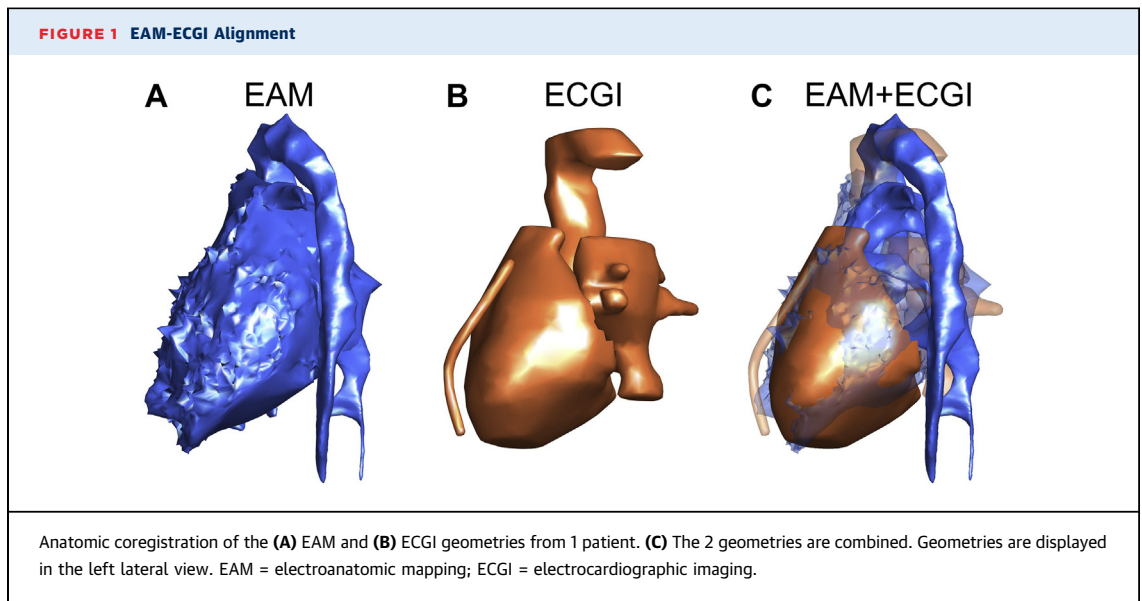 FIGURE 1 EAM-ECGI Alignment
A EAM B ECGI C EAM+ECGI
Anatomic coregistration of the (A) EAM and (B) ECGI geometries from 1 patient. (C) The 2 geometries are combined. Geometries are displayed
in the left lateral view. EAM = electroanatomic mapping; ECGI = electrocardiographic imaging.